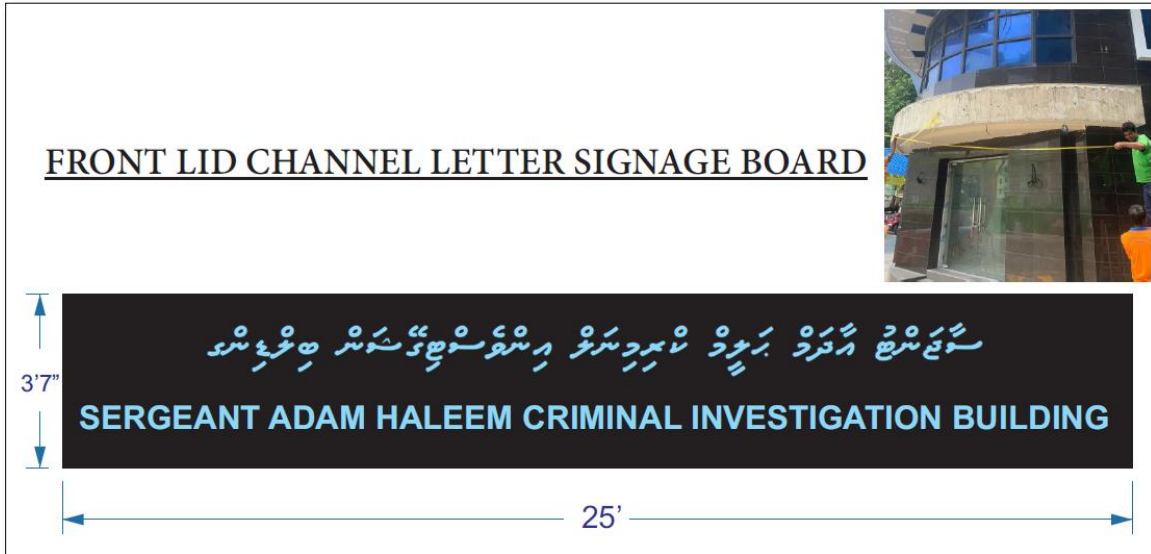 FRONT LID CHANNEL LETTER SIGNAGE BOARD
ސާޖަންޓު އާދަމް ޙަލީމް ކްރިމިނަލް އިންވެސްޓިގޭޝަން ބިލްޑިންގ
3'7"
SERGEANT ADAM HALEEM CRIMINAL INVESTIGATION BUILDING
25'